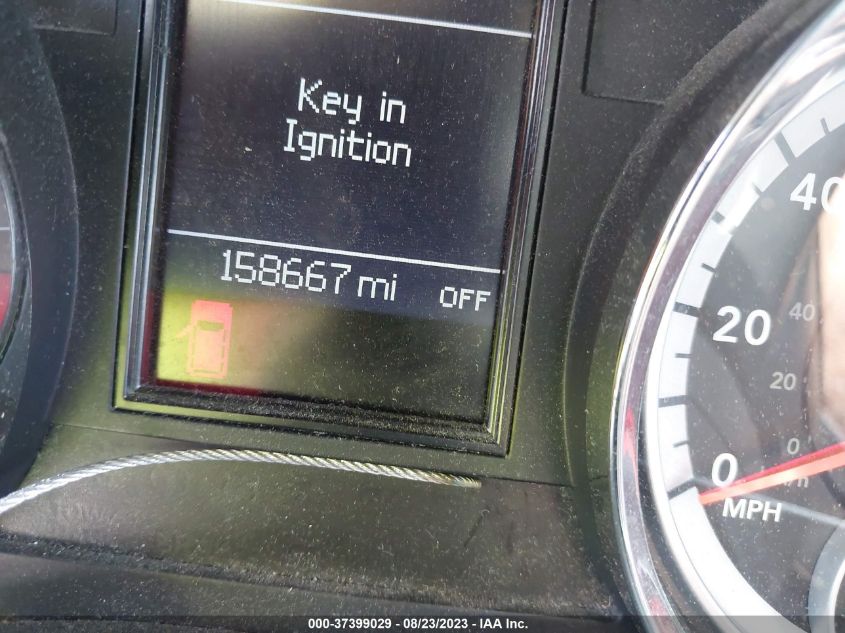 Key in
Ignition
158667 mi OFF
40
20
0
MPH
40
20
0
000-37399029 - 08/23/2023 - IAA Inc.